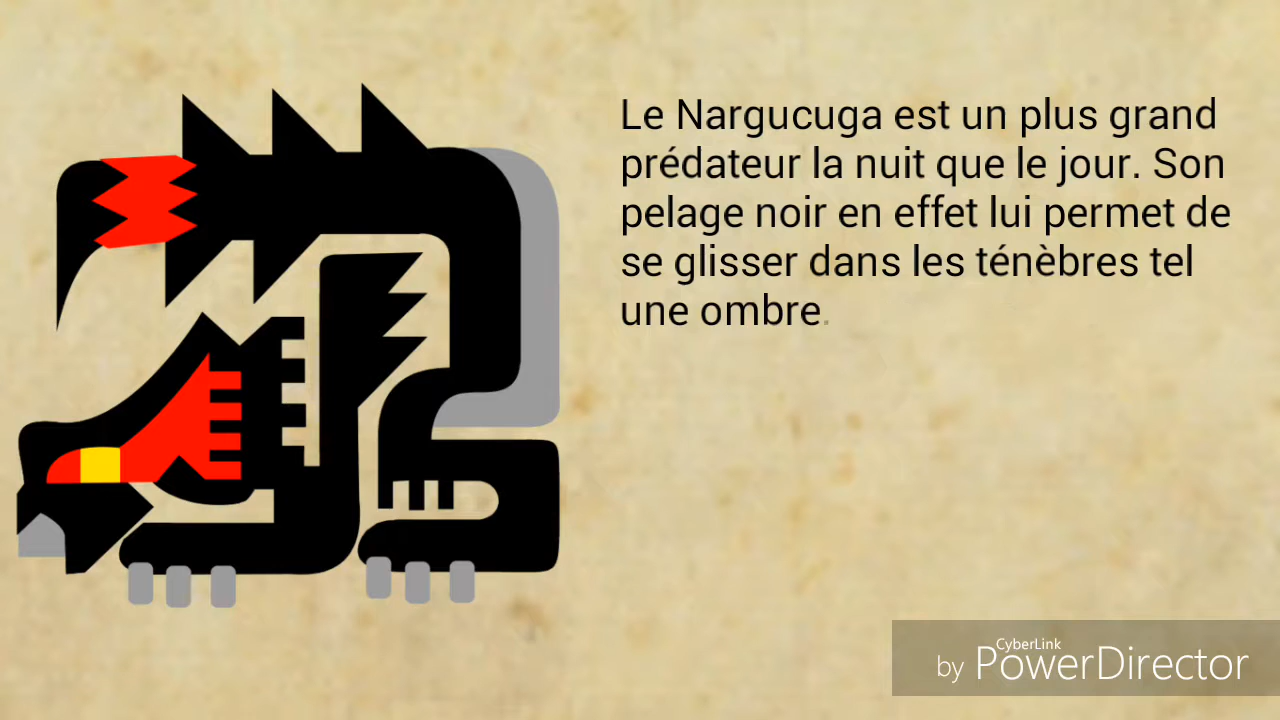 Le Nargucuga est un plus grand
prédateur la nuit que le jour. Son
pelage noir en effet lui permet de
se glisser dans les ténèbres tel
une ombre.
CyberLink
by PowerDirector